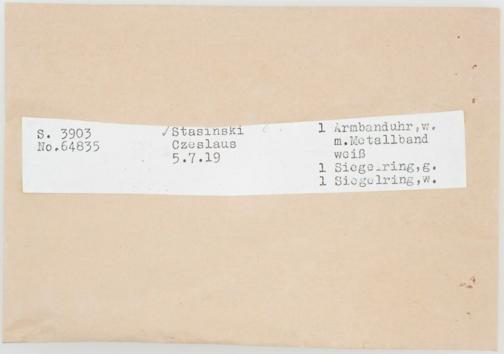 S. 3903
No.64835
Stasinski
Czeslaus
5.7.19
1 Armbanduhr,w.
m.Metallband
weiß
1 Siegelring,g.
1 Siegelring,w.